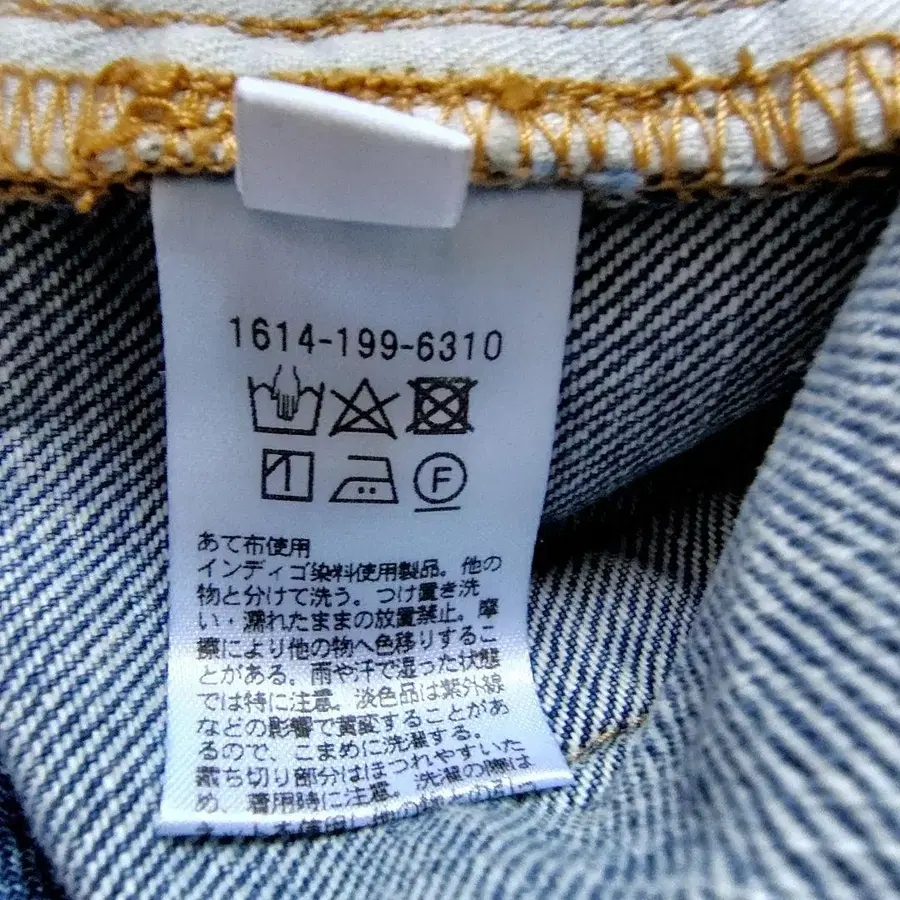 1614-199-6310
F
あて布使用
インディゴ染料使用製品。他の
物と分けて洗う。つけ置き洗
い・濡れたままの放置禁止。摩
擦により他の物へ色移りするこ
とがある。雨や汗で湿った状態
では特に注意。淡色品は紫外線
などの影響で黄変することがあ
るので、こまめに洗濯する。
裁ち切り部分はほつれやすいた
め、着用時に注意。洗濯の際は